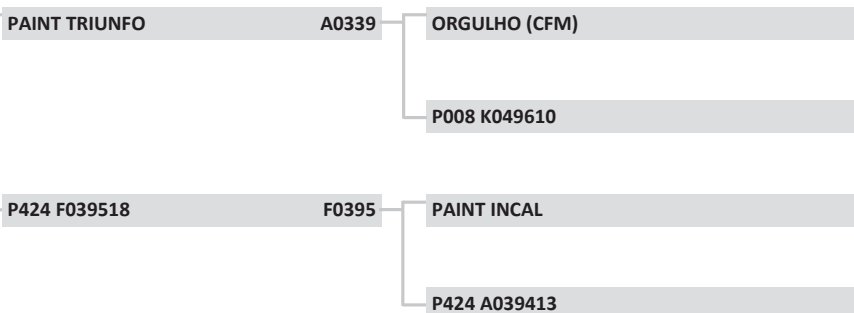 PAINT TRIUNFO A0339 ORGULHO (CFM)
P008 K049610
P424 F039518 F0395 PAINT INCAL
P424 A039413